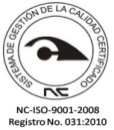 SISTEMA DE GESTIÓN DE LA CALIDAD CERTIFICADO
NC
NC-ISO-9001-2008
Registro No. 031:2010